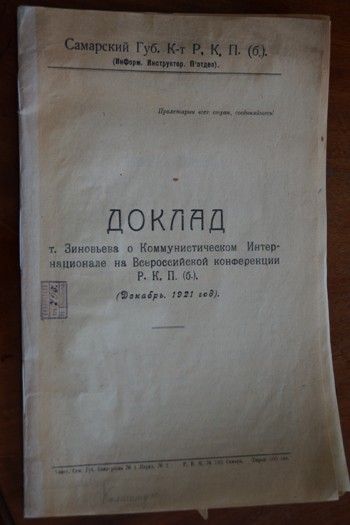 Самарский Губ. К-т Р. К. П. (б.).
(Информ. Инструктор. П'отдел).
Пролетарии всех стран, соединяйтесь!
ДОКЛАД
т. Зиновьева о Коммунистическом Интер-
национале на Всероссийской конференции
Р. К. П. (б.).
(Декабрь 1921 год).